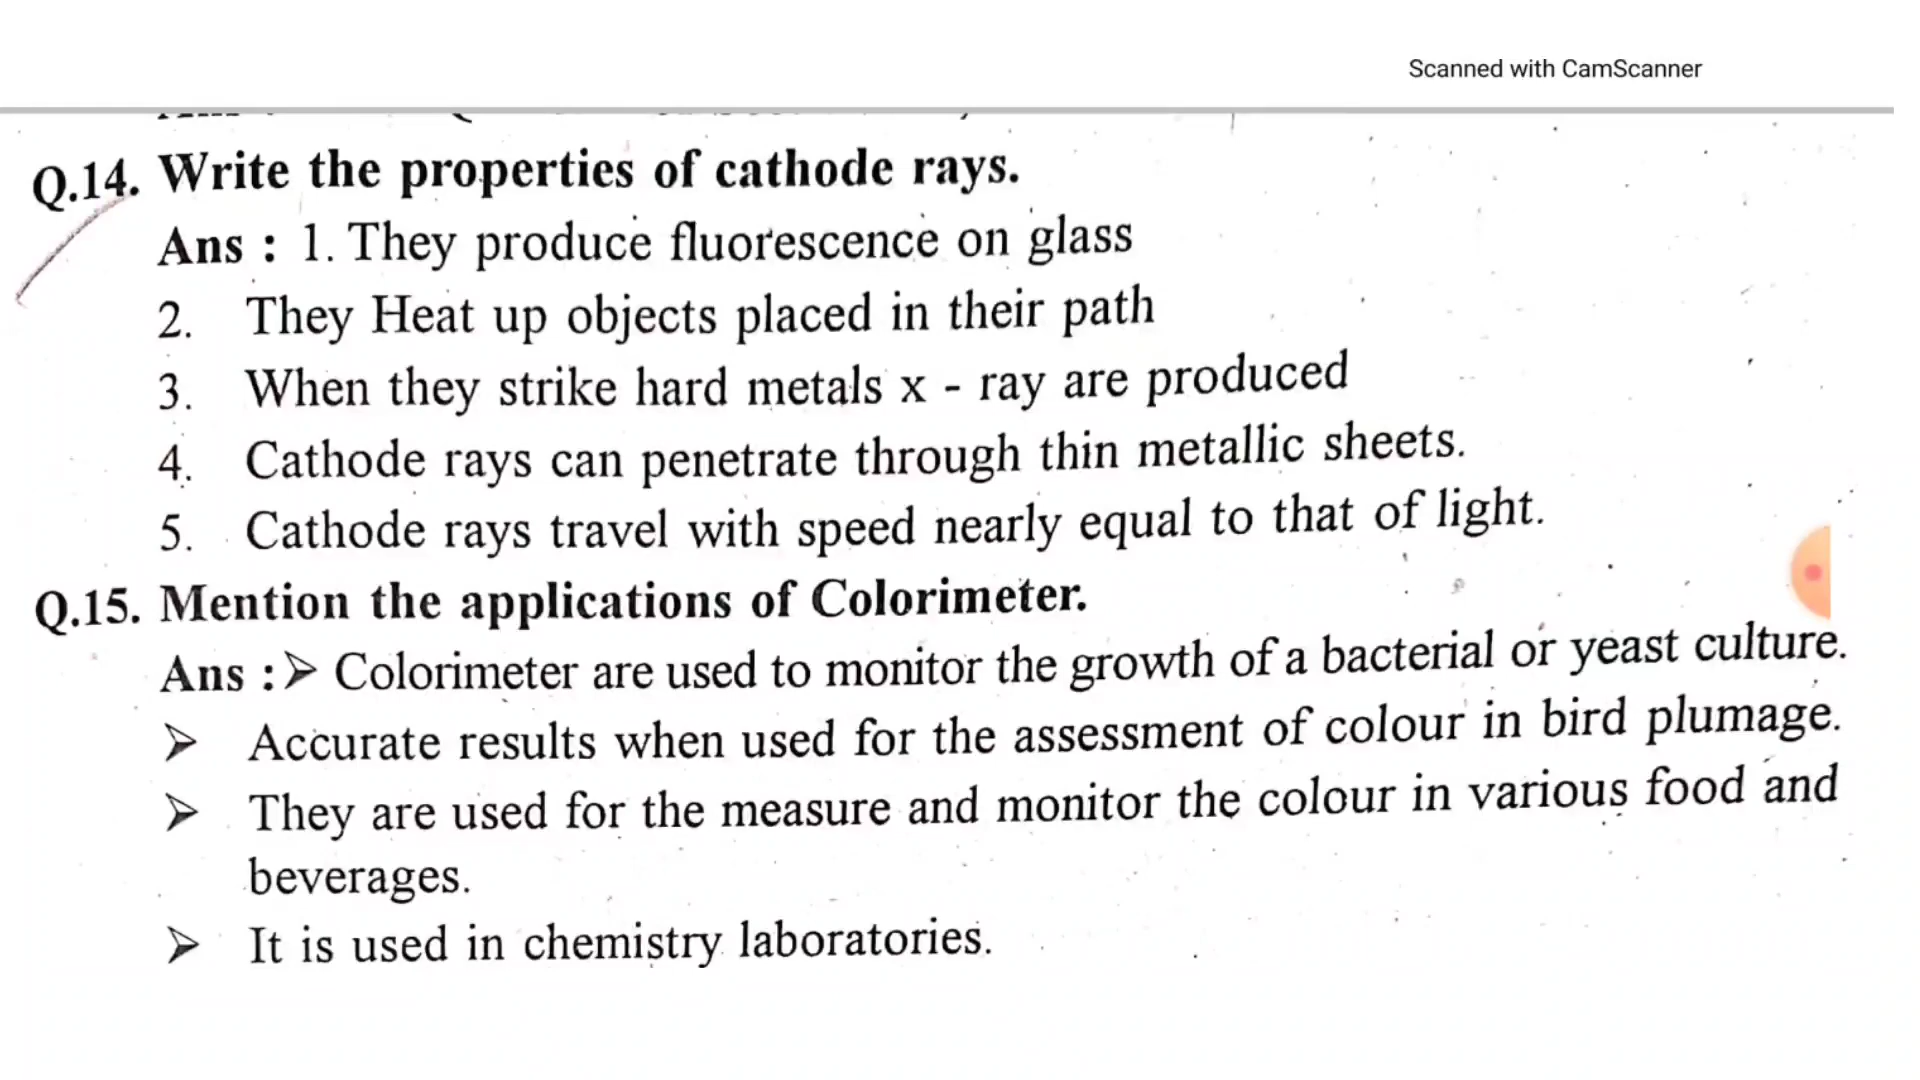 Scanned with CamScanner
Q.14. Write the properties of cathode rays.
Ans : 1. They produce fluorescence on glass
2. They Heat up objects placed in their path
3. When they strike hard metals x - ray are produced
4. Cathode rays can penetrate through thin metallic sheets.
5. Cathode rays travel with speed nearly equal to that of light.
Q.15. Mention the applications of Colorimeter.
Ans :➢ Colorimeter are used to monitor the growth of a bacterial or yeast culture.
➢ Accurate results when used for the assessment of colour in bird plumage.
➢ They are used for the measure and monitor the colour in various food and
beverages.
➢ It is used in chemistry laboratories.